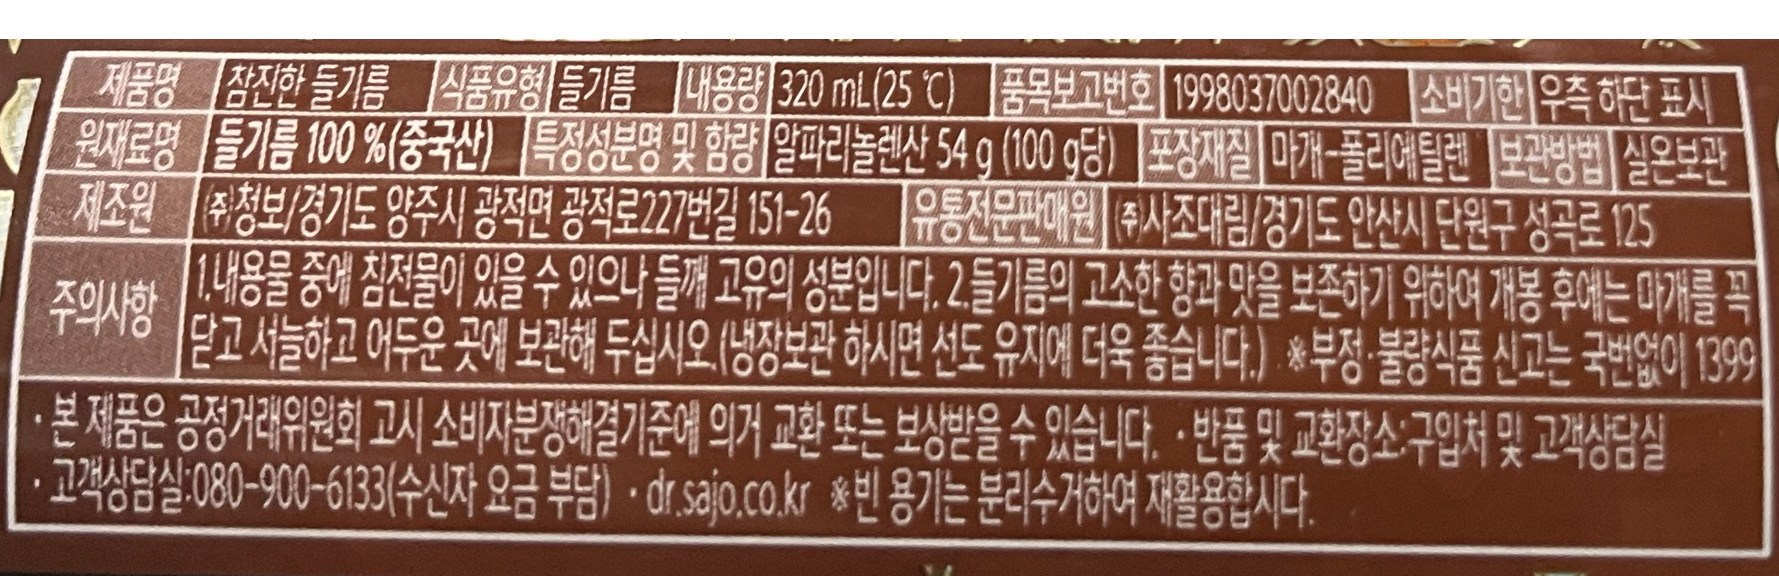 제품명 참진한 들기름 식품유형 들기름 내용량 320 mL(25 ℃) 품목보고번호 1998037002840 소비기한 우측 하단 표시
원재료명 들기름 100 %(중국산) 특정성분명 및 함량 알파리놀렌산 54 g (100 g당) 포장재질 마개-폴리에틸렌 보관방법 실온보관
제조원 ㈜청보/경기도 양주시 광적면 광적로227번길 151-26 유통전문판매원 ㈜사조대림/경기도 안산시 단원구 성곡로 125
주의사항 1.내용물 중에 침전물이 있을 수 있으나 들깨 고유의 성분입니다. 2.들기름의 고소한 향과 맛을 보존하기 위하여 개봉 후에는 마개를 꼭
닫고 서늘하고 어두운 곳에 보관해 두십시오.(냉장보관 하시면 선도 유지에 더욱 좋습니다.) ※부정·불량식품 신고는 국번없이 1399
·본 제품은 공정거래위원회 고시 소비자분쟁해결기준에 의거 교환 또는 보상받을 수 있습니다. ·반품 및 교환장소:구입처 및 고객상담실
·고객상담실:080-900-6133(수신자 요금 부담) ·dr.sajo.co.kr ※빈 용기는 분리수거하여 재활용합시다.